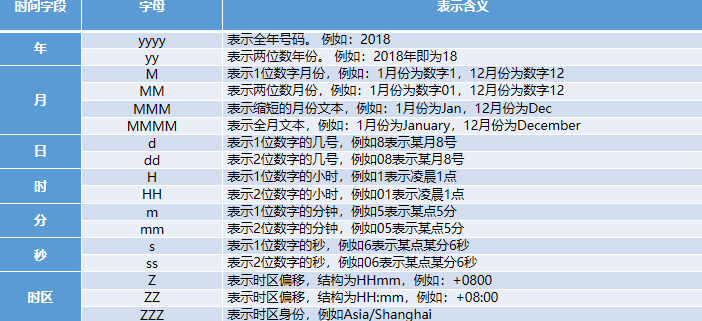 时间字段 字母 表示含义
年 yyyy 表示全年号码。 例如：2018
yy 表示两位数年份。 例如：2018年即为18
月 M 表示1位数字月份，例如：1月份为数字1，12月份为数字12
MM 表示两位数月份，例如：1月份为数字01，12月份为数字12
MMM 表示缩短的月份文本，例如：1月份为Jan，12月份为Dec
MMMM 表示全月文本，例如：1月份为January，12月份为December
日 d 表示1位数字的几号，例如8表示某月8号
dd 表示2位数字的几号，例如08表示某月8号
时 H 表示1位数字的小时，例如1表示凌晨1点
HH 表示2位数字的小时，例如01表示凌晨1点
分 m 表示1位数字的分钟，例如5表示某点5分
mm 表示2位数字的分钟，例如05表示某点5分
秒 s 表示1位数字的秒，例如6表示某点某分6秒
ss 表示2位数字的秒，例如06表示某点某分6秒
时区 Z 表示时区偏移，结构为HHmm，例如：+0800
ZZ 表示时区偏移，结构为HH:mm，例如：+08:00
ZZZ 表示时区身份，例如Asia/Shanghai